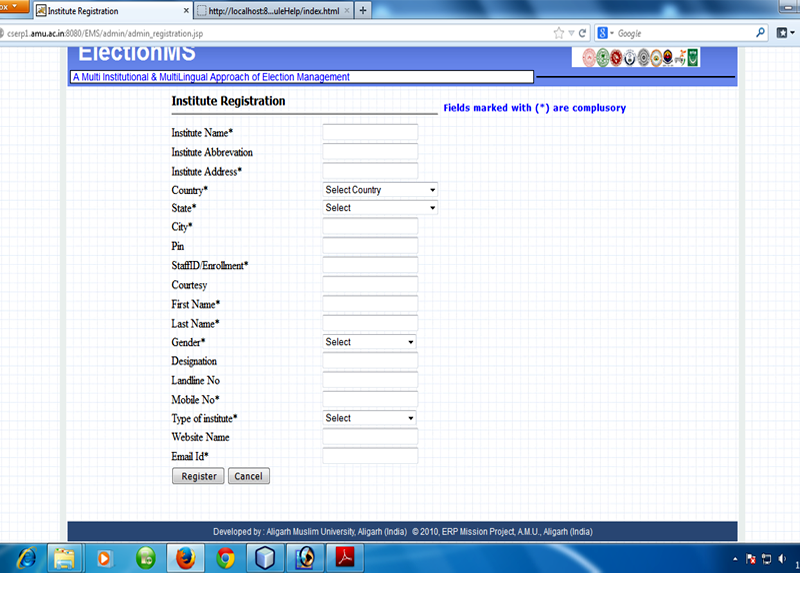 Institute Registration
http://localhost:8...uleHelp/index.html
cserp1.amu.ac.in:8080/EMS/admin/admin_registration.jsp
Google
ElectionMS
A Multi Institutional & MultiLingual Approach of Election Management
Institute Registration
Fields marked with (*) are complusory
Institute Name*
Institute Abbrevation
Institute Address*
Country* Select Country
State* Select
City*
Pin
StaffID/Enrollment*
Courtesy
First Name*
Last Name*
Gender* Select
Designation
Landline No
Mobile No*
Type of institute* Select
Website Name
Email Id*
Register Cancel
Developed by : Aligarh Muslim University, Aligarh (India) © 2010, ERP Mission Project, A.M.U., Aligarh (India)